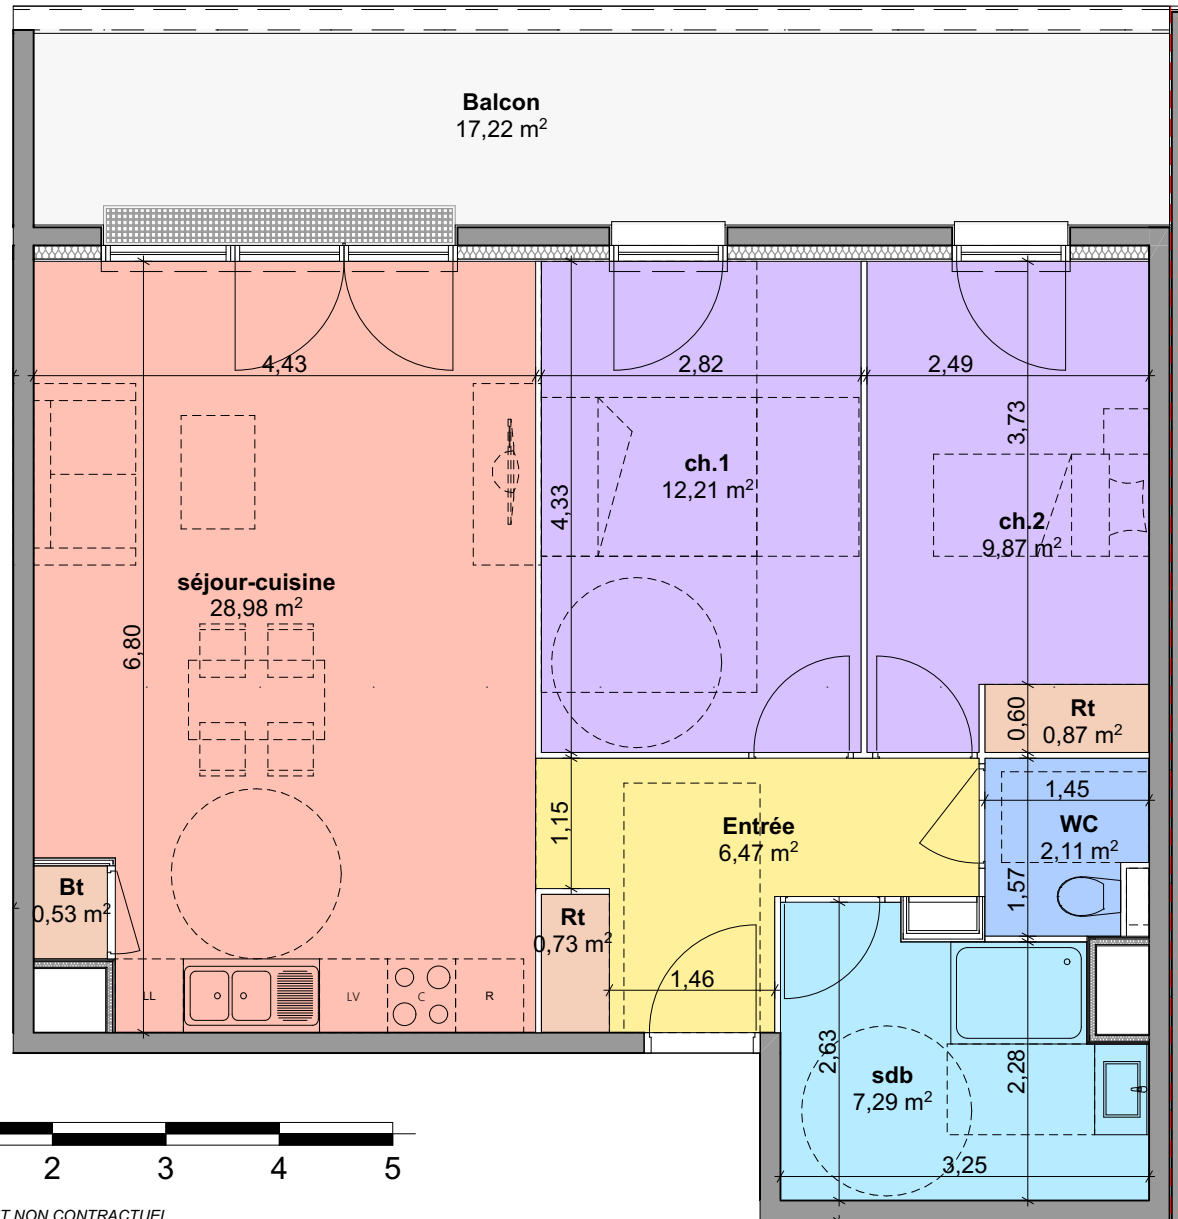 Balcon
17,22 m²
4,43
2,82
2,49
3,73
ch.1
12,21 m²
4,33
ch.2
9,87 m²
séjour-cuisine
28,98 m²
6,80
0,60
Rt
0,87 m²
1,45
1,15
Entrée
6,47 m²
WC
2,11 m²
1,57
Bt
0,53 m²
Rt
0,73 m²
1,46
LL
LV
C
R
2,63
2,28
sdb
7,29 m²
3,25
2 3 4 5
T NON CONTRACTUEL